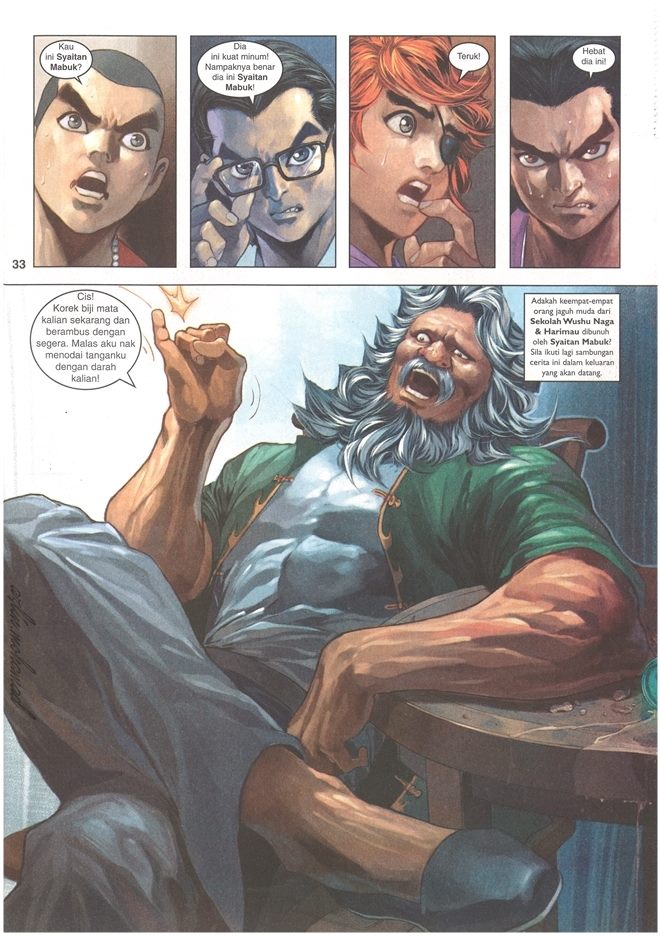 Kau
ini Syaitan
Mabuk?
Dia
ini kuat minum!
Nampaknya benar
dia ini Syaitan
Mabuk!
Teruk!
Hebat
dia ini!
33
Cis!
Korek biji mata
kalian sekarang dan
berambus dengan
segera. Malas aku nak
menodai tanganku
dengan darah
kalian!
Adakah keempat-empat
orang jaguh muda dari
Sekolah Wushu Naga
& Harimau dibunuh
oleh Syaitan Mabuk?
Sila ikuti lagi sambungan
cerita ini dalam keluaran
yang akan datang.